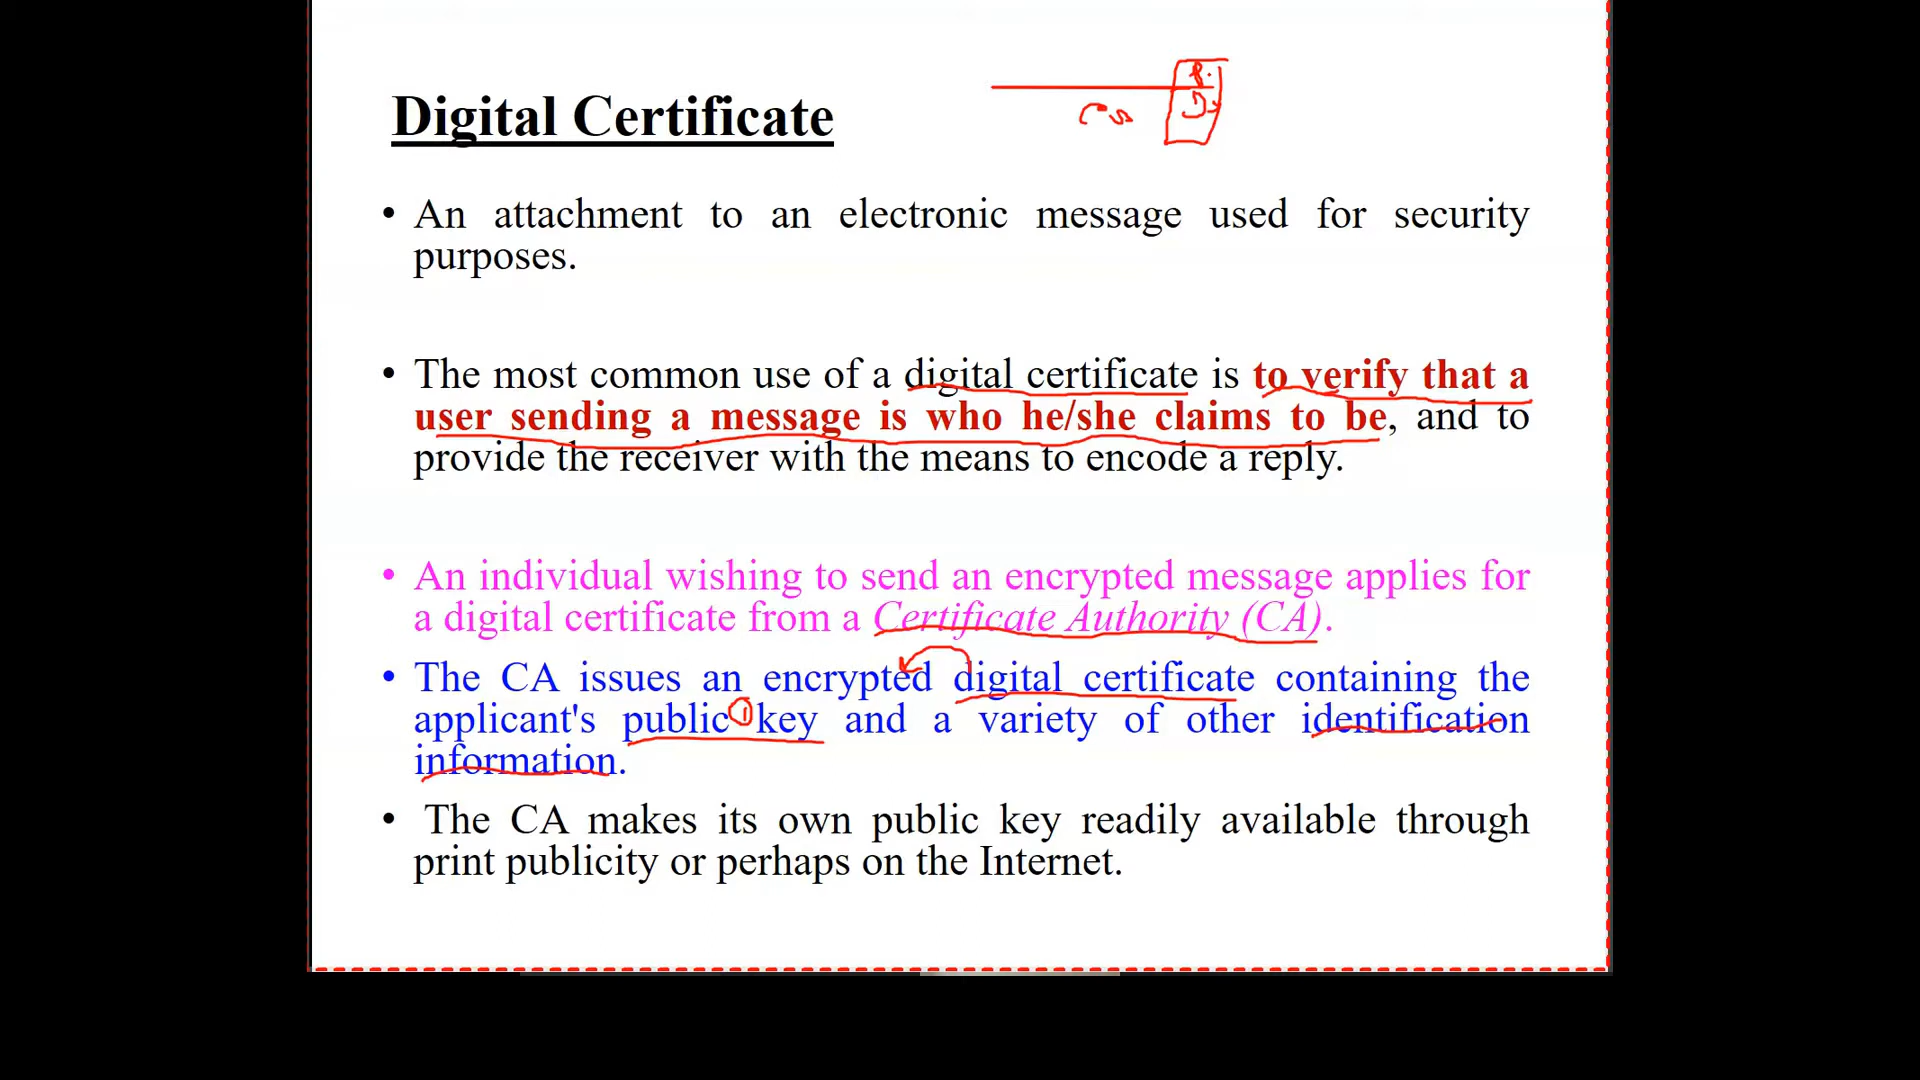 Digital Certificate
• An attachment to an electronic message used for security
purposes.
• The most common use of a digital certificate is to verify that a
user sending a message is who he/she claims to be, and to
provide the receiver with the means to encode a reply.
• An individual wishing to send an encrypted message applies for
a digital certificate from a Certificate Authority (CA).
• The CA issues an encrypted digital certificate containing the
applicant's public key and a variety of other identification
information.
• The CA makes its own public key readily available through
print publicity or perhaps on the Internet.